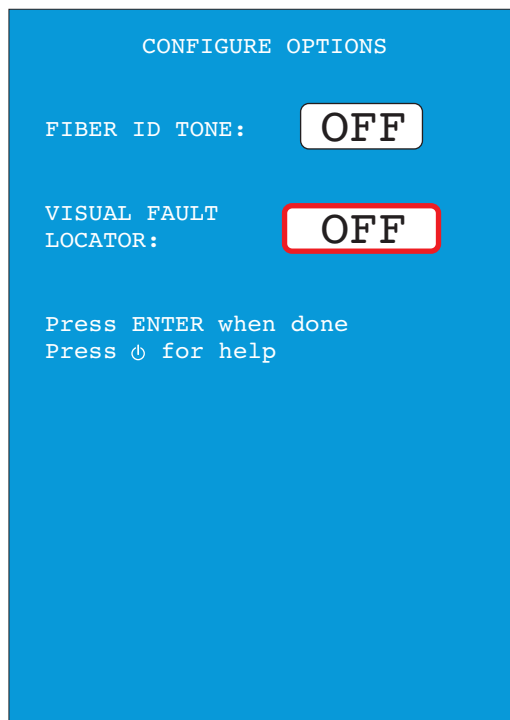 CONFIGURE OPTIONS
FIBER ID TONE: OFF
VISUAL FAULT
LOCATOR: OFF
Press ENTER when done
Press ⏻ for help